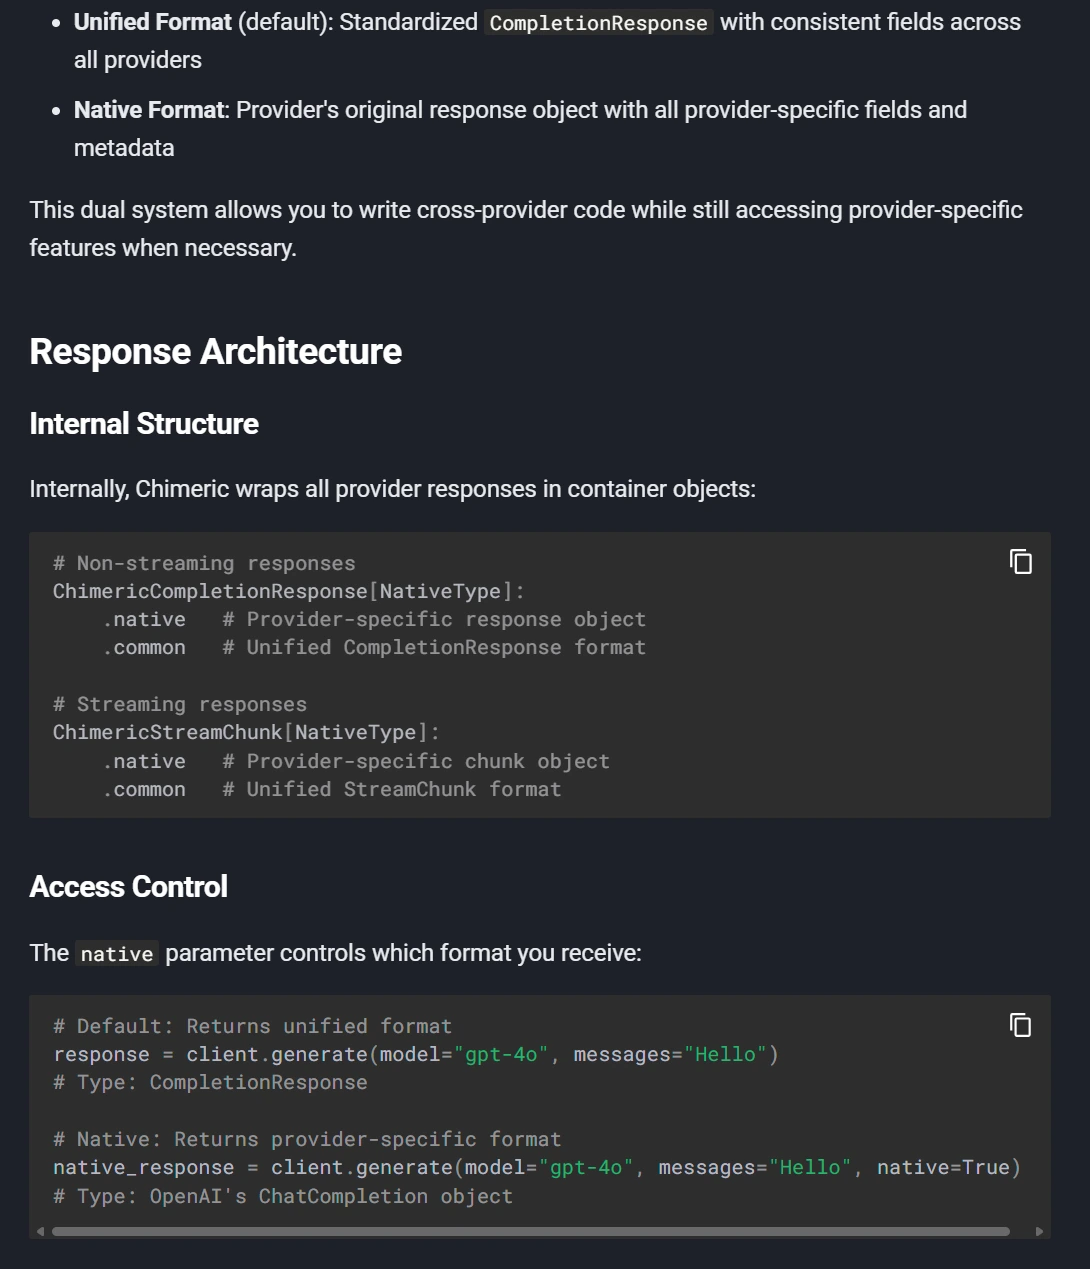 • Unified Format (default): Standardized CompletionResponse with consistent fields across
all providers
• Native Format: Provider's original response object with all provider-specific fields and
metadata
This dual system allows you to write cross-provider code while still accessing provider-specific
features when necessary.
Response Architecture
Internal Structure
Internally, Chimeric wraps all provider responses in container objects:
# Non-streaming responses
ChimericCompletionResponse[NativeType]:
    .native   # Provider-specific response object
    .common   # Unified CompletionResponse format
# Streaming responses
ChimericStreamChunk[NativeType]:
    .native   # Provider-specific chunk object
    .common   # Unified StreamChunk format
Access Control
The native parameter controls which format you receive:
# Default: Returns unified format
response = client.generate(model="gpt-4o", messages="Hello")
# Type: CompletionResponse
# Native: Returns provider-specific format
native_response = client.generate(model="gpt-4o", messages="Hello", native=True)
# Type: OpenAI's ChatCompletion object